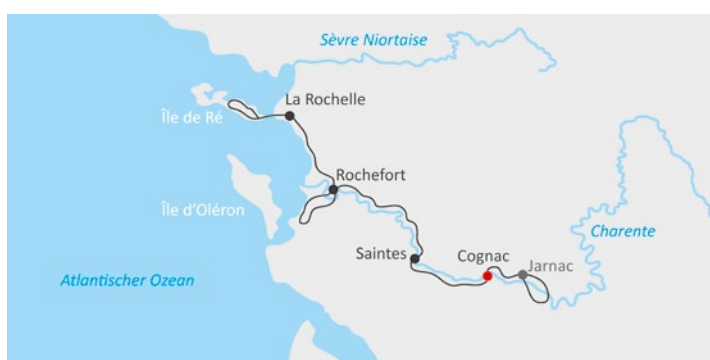 Sèvre Niortaise
La Rochelle
Île de Ré
Rochefort
Île d'Oléron
Charente
Saintes
Cognac
Jarnac
Atlantischer Ozean